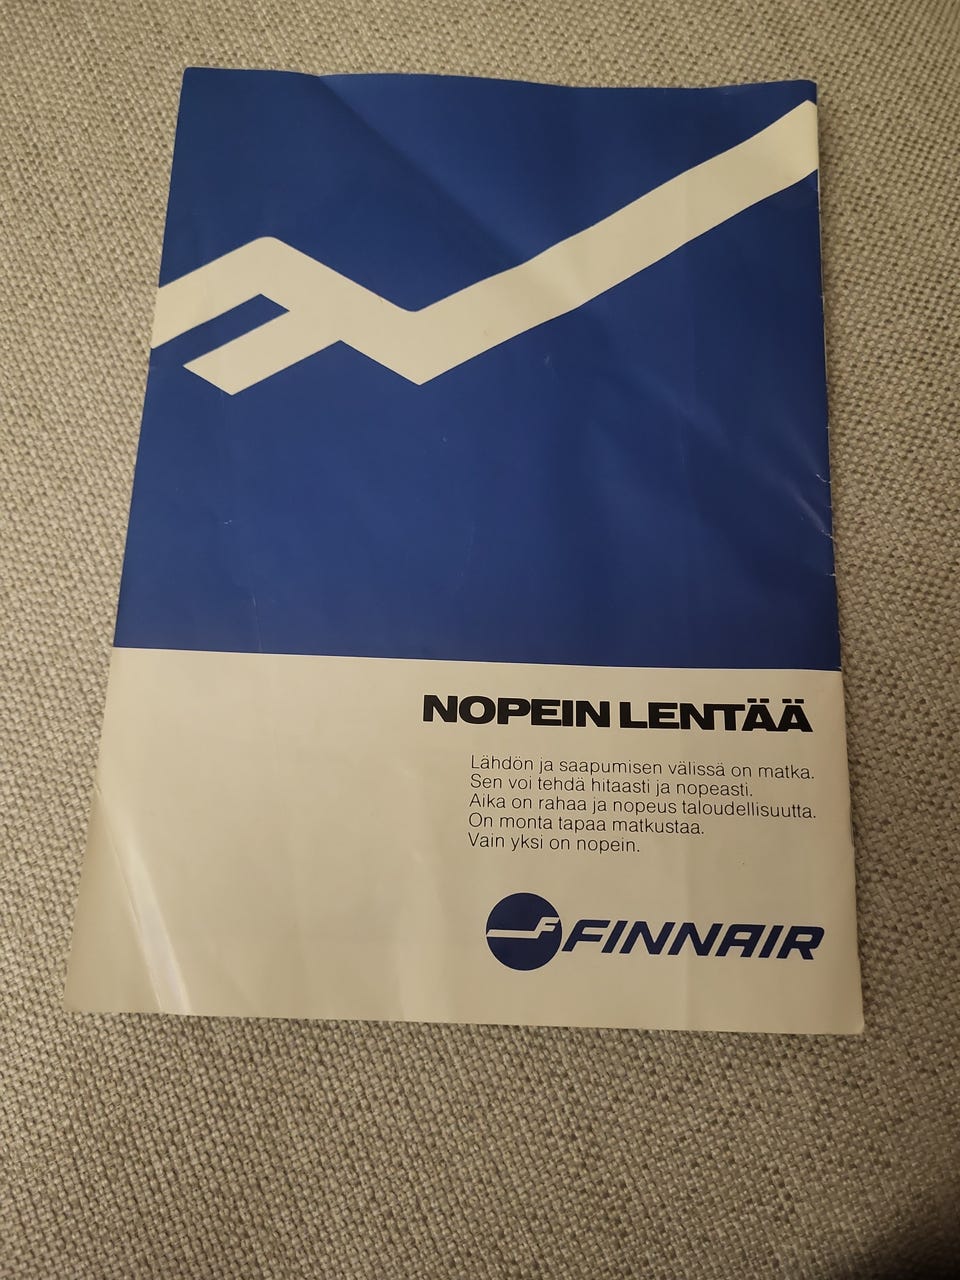 NOPEIN LENTÄÄ
Lähdön ja saapumisen välissä on matka.
Sen voi tehdä hitaasti ja nopeasti.
Aika on rahaa ja nopeus taloudellisuutta.
On monta tapaa matkustaa.
Vain yksi on nopein.
F FINNAIR